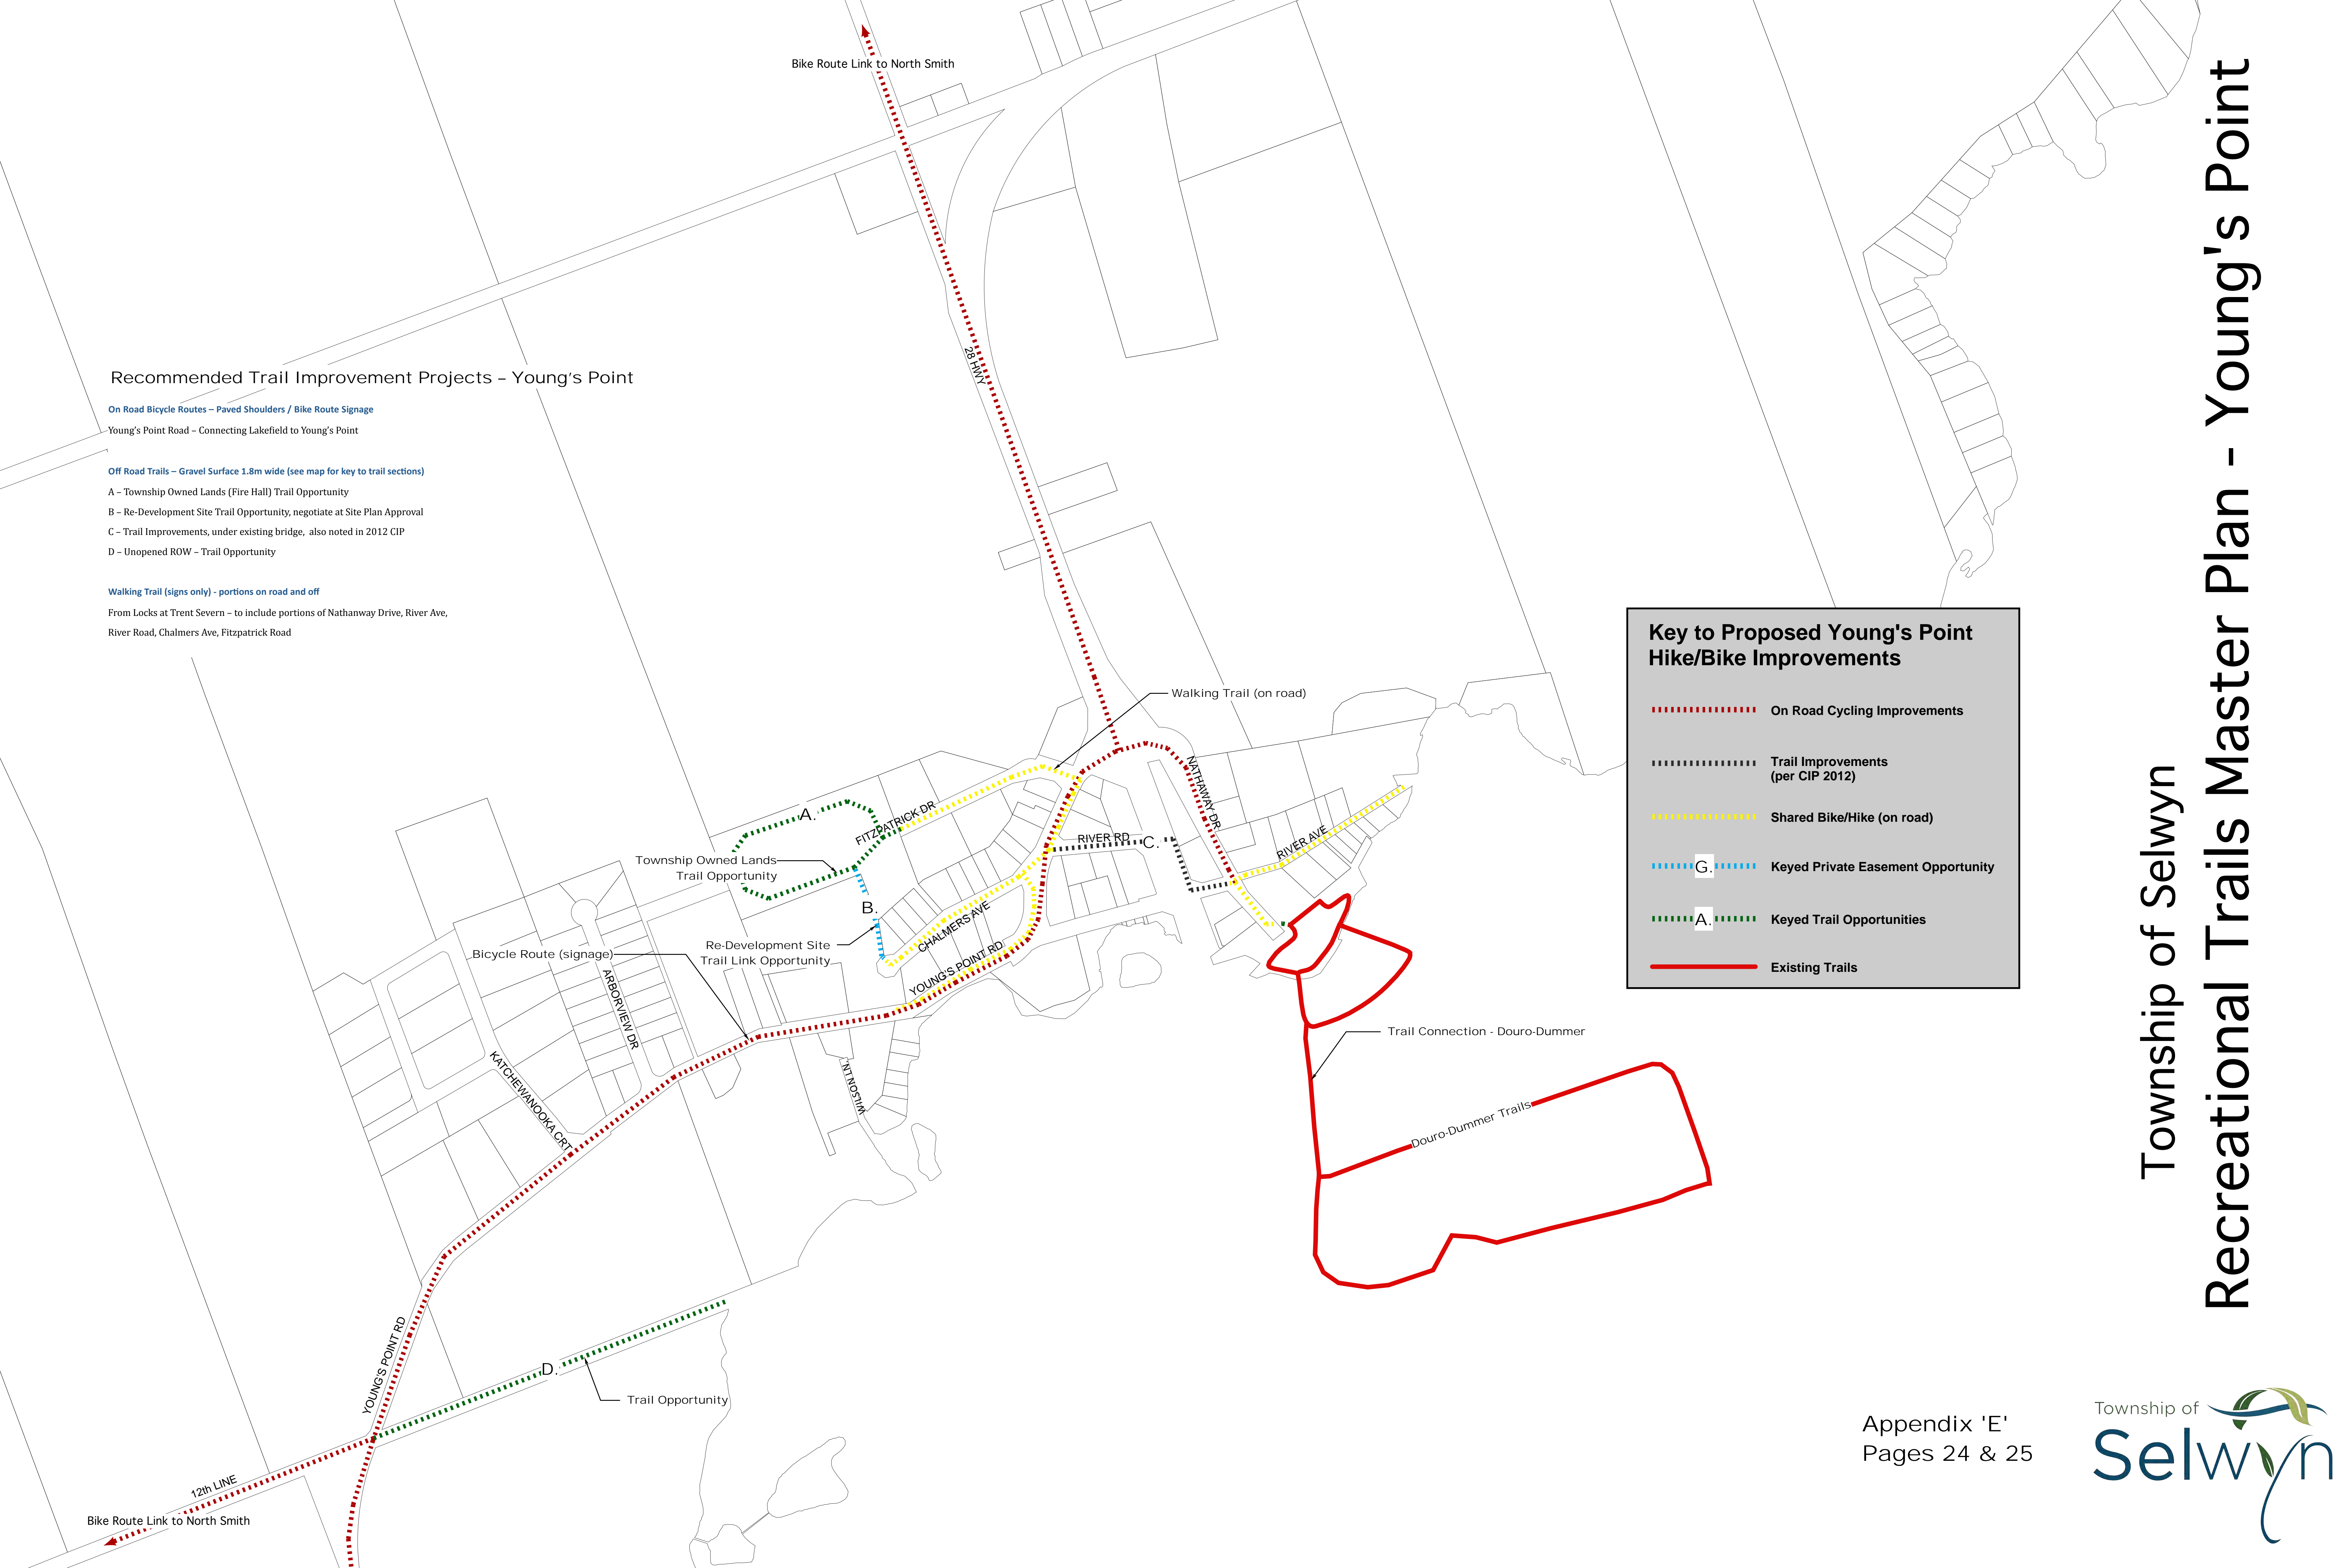 Bike Route Link to North Smith
28 HWY
Recommended Trail Improvement Projects – Young's Point
On Road Bicycle Routes – Paved Shoulders / Bike Route Signage
Young's Point Road – Connecting Lakefield to Young's Point
Off Road Trails – Gravel Surface 1.8m wide (see map for key to trail sections)
A – Township Owned Lands (Fire Hall) Trail Opportunity
B – Re-Development Site Trail Opportunity, negotiate at Site Plan Approval
C – Trail Improvements, under existing bridge, also noted in 2012 CIP
D – Unopened ROW – Trail Opportunity
Walking Trail (signs only) - portions on road and off
From Locks at Trent Severn – to include portions of Nathanway Drive, River Ave,
River Road, Chalmers Ave, Fitzpatrick Road
Walking Trail (on road)
NATHAWAY DR
A.
FITZPATRICK DR
RIVER RD
C.
RIVER AVE
Township Owned Lands
Trail Opportunity
B.
CHALMERS AVE
Re-Development Site
Trail Link Opportunity
Bicycle Route (signage)
YOUNG'S POINT RD
ARBORVIEW DR
KATCHEWANOOKA CRT
WILSON LN
Trail Connection - Douro-Dummer
Douro-Dummer Trails
YOUNG'S POINT RD
D.
Trail Opportunity
12th LINE
Bike Route Link to North Smith
Key to Proposed Young's Point
Hike/Bike Improvements
On Road Cycling Improvements
Trail Improvements
(per CIP 2012)
Shared Bike/Hike (on road)
G.
Keyed Private Easement Opportunity
A.
Keyed Trail Opportunities
Existing Trails
Township of Selwyn
Recreational Trails Master Plan - Young's Point
Appendix 'E'
Pages 24 & 25
Township of
Selwyn